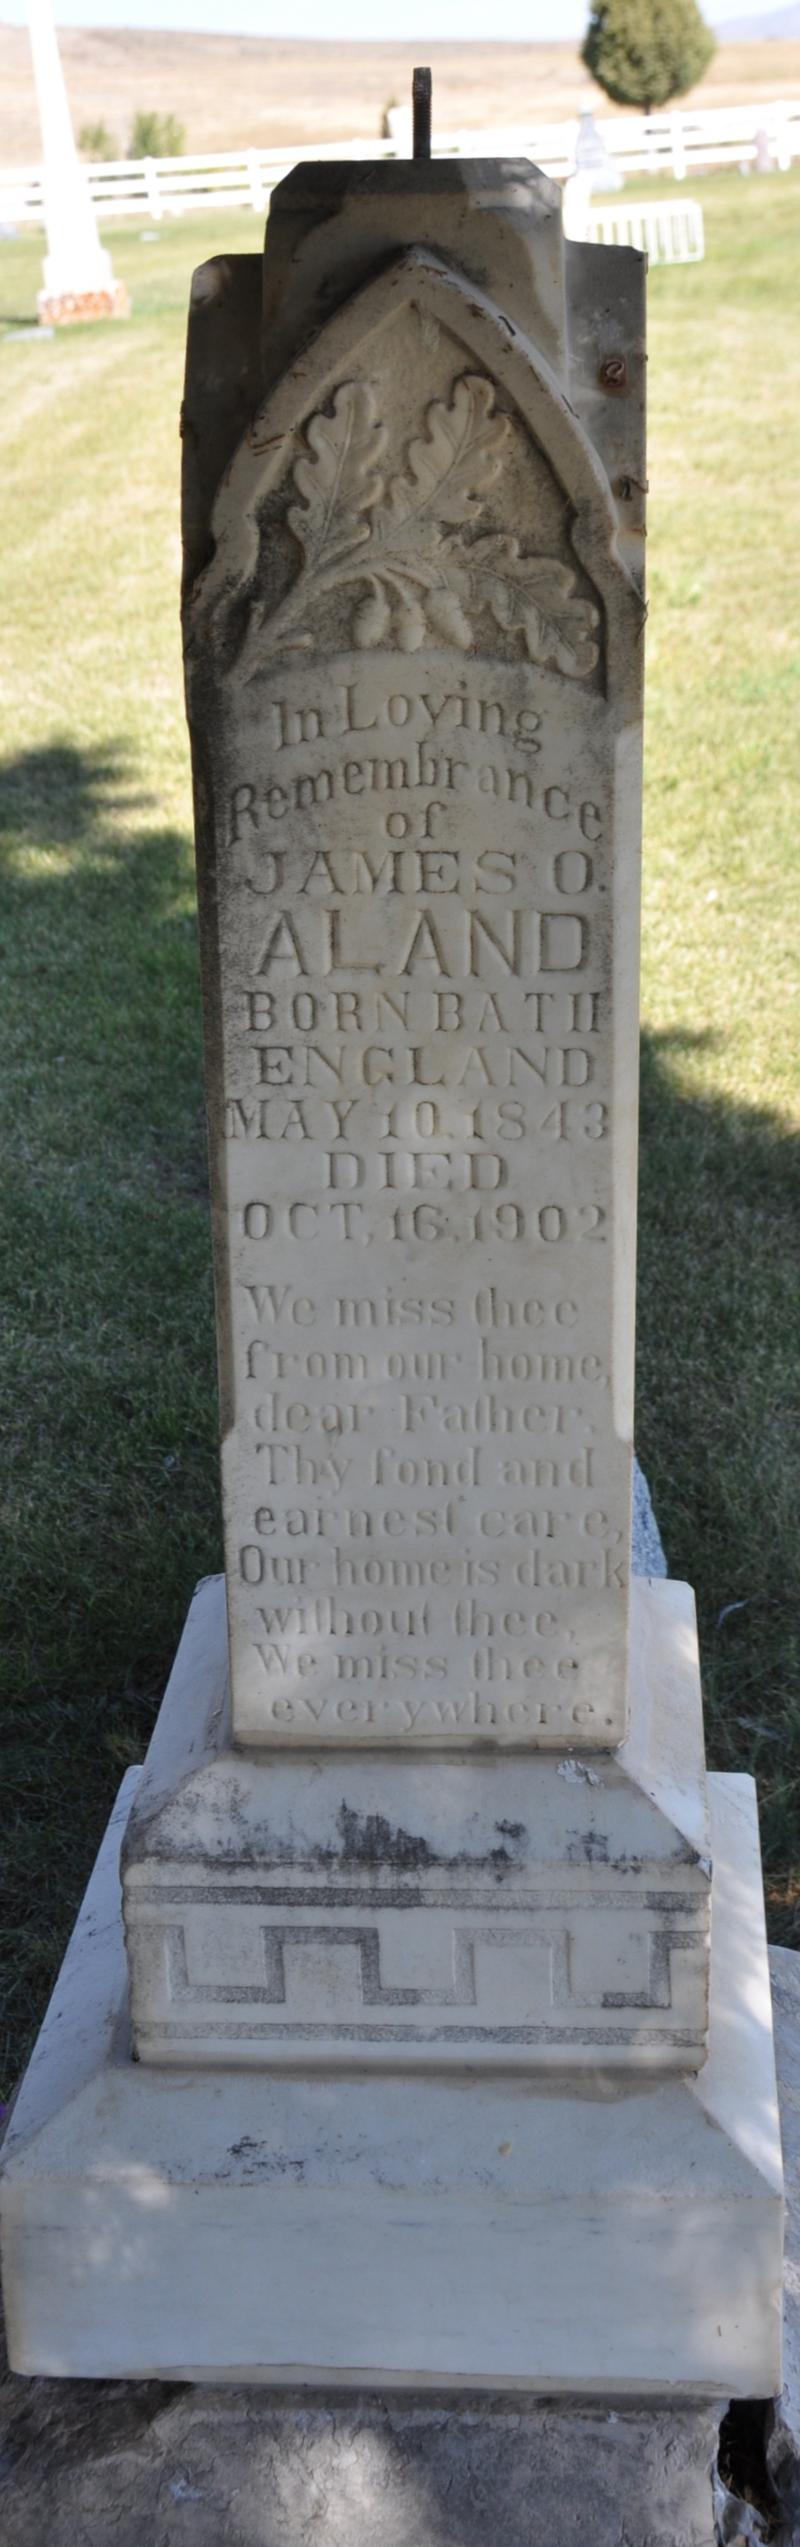 In Loving
Remembrance
of
JAMES O.
ALAND
BORN BATH
ENGLAND
MAY 10, 1843
DIED
OCT, 16, 1902
We miss thee
from our home,
dear Father.
Thy fond and
earnest care,
Our home is dark
without thee,
We miss thee
everywhere.